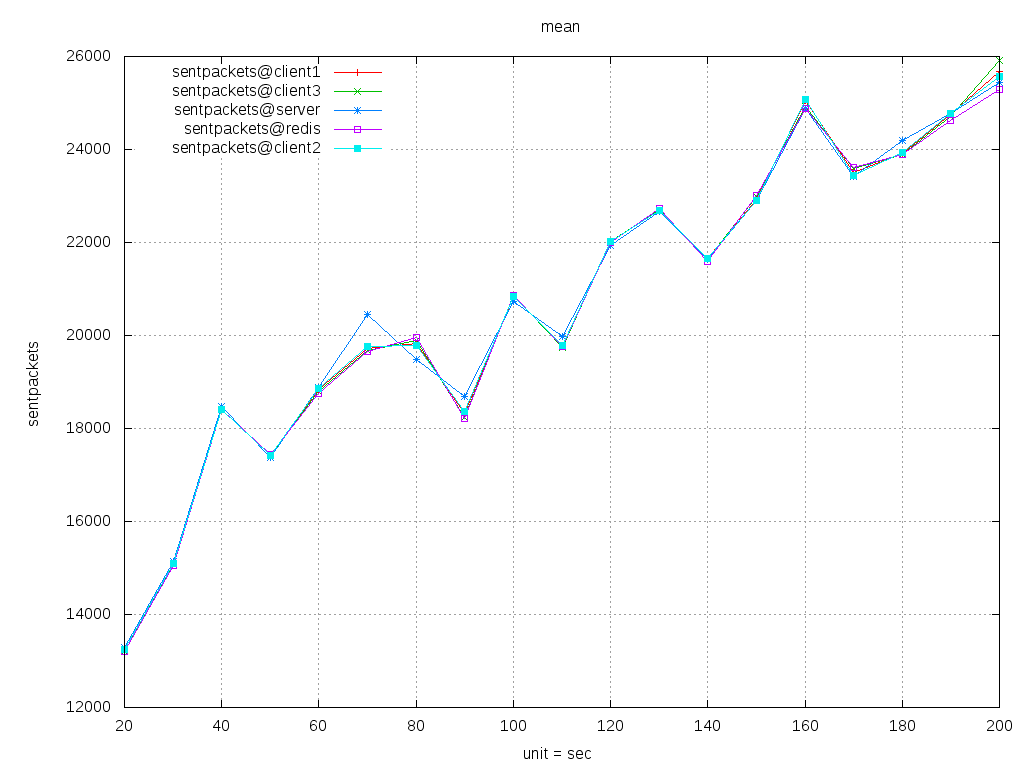 mean
26000
24000
22000
20000
18000
16000
14000
12000
sentpackets
sentpackets@client1
sentpackets@client3
sentpackets@server
sentpackets@redis
sentpackets@client2
20 40 60 80 100 120 140 160 180 200
unit = sec